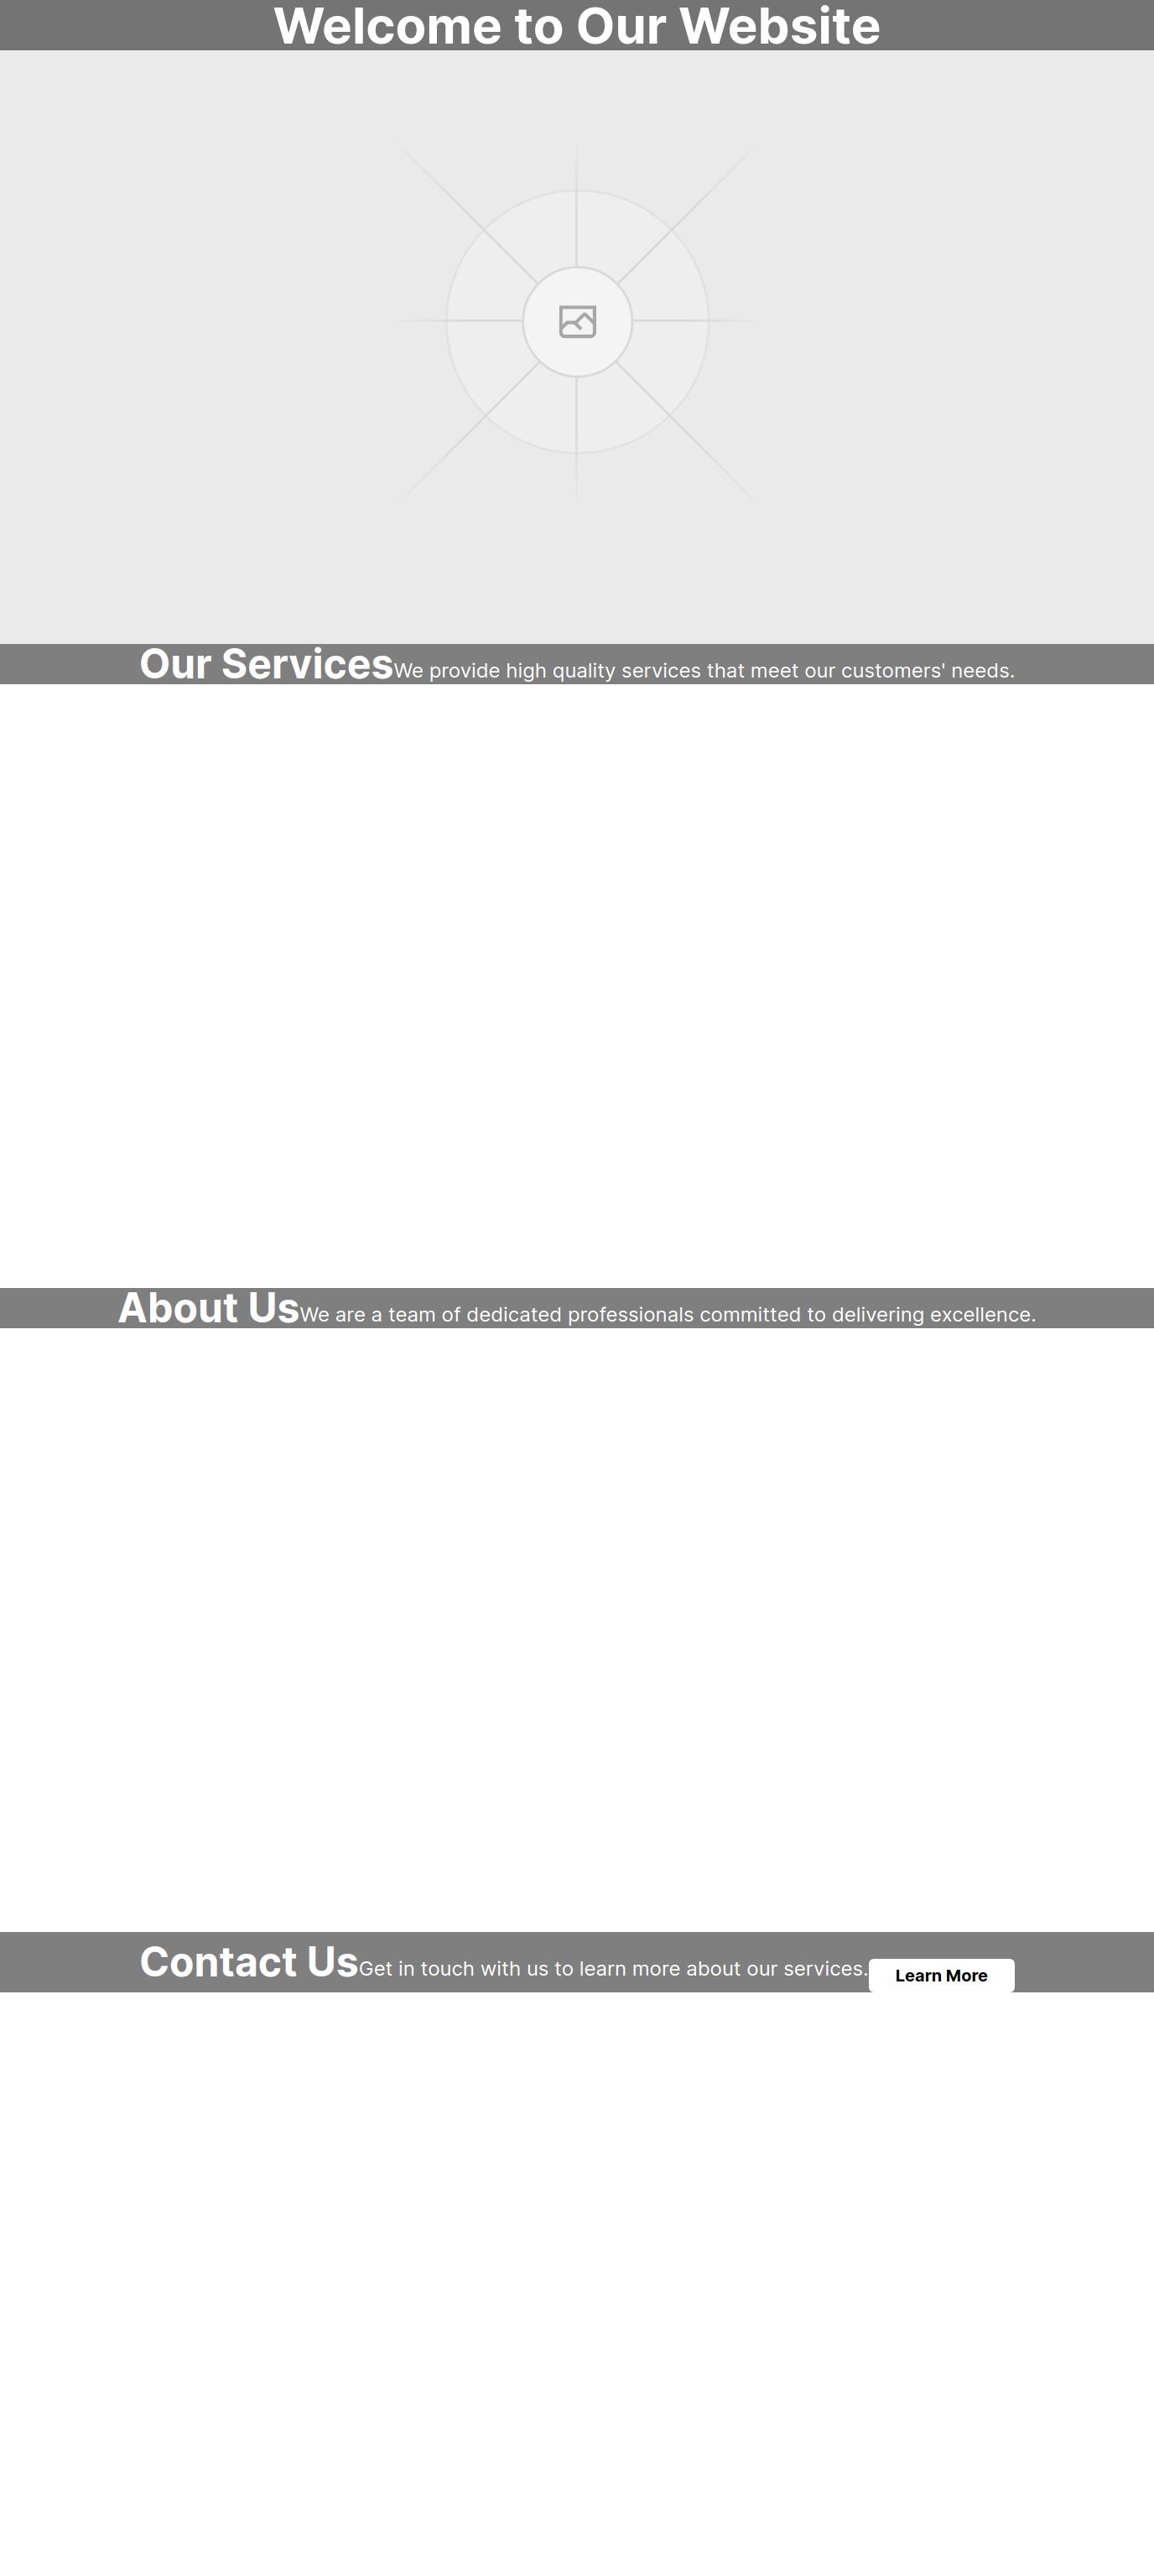 Welcome to Our Website
Our Services We provide high quality services that meet our customers' needs.
About Us We are a team of dedicated professionals committed to delivering excellence.
Contact Us Get in touch with us to learn more about our services. Learn More